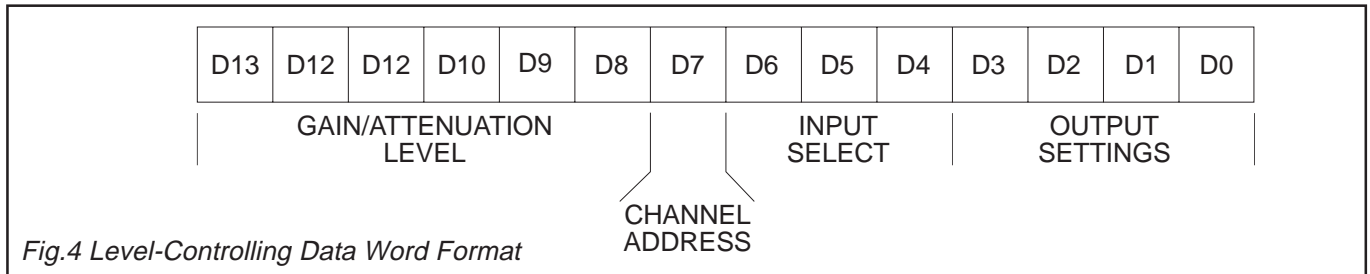 D13 D12 D12 D10 D9 D8 D7 D6 D5 D4 D3 D2 D1 D0
GAIN/ATTENUATION
LEVEL
INPUT
SELECT
OUTPUT
SETTINGS
CHANNEL
ADDRESS
Fig.4 Level-Controlling Data Word Format